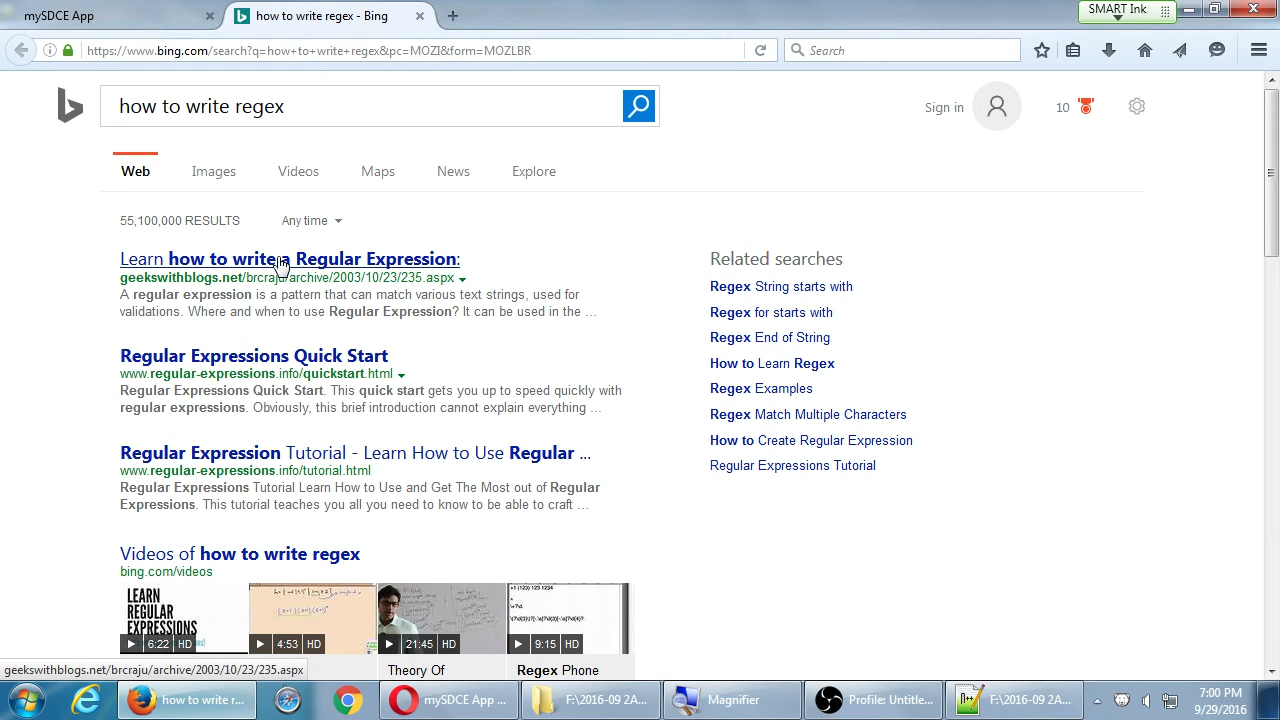 mySDCE App
how to write regex - Bing
SMART Ink
https://www.bing.com/search?q=how+to+write+regex&pc=MOZI&form=MOZLBR
Search
how to write regex
Sign in
10
Web
Images
Videos
Maps
News
Explore
55,100,000 RESULTS
Any time
Learn how to write a Regular Expression:
geekswithblogs.net/brcraju/archive/2003/10/23/235.aspx
A regular expression is a pattern that can match various text strings, used for
validations. Where and when to use Regular Expression? It can be used in the ...
Regular Expressions Quick Start
www.regular-expressions.info/quickstart.html
Regular Expressions Quick Start. This quick start gets you up to speed quickly with
regular expressions. Obviously, this brief introduction cannot explain everything ...
Regular Expression Tutorial - Learn How to Use Regular ...
www.regular-expressions.info/tutorial.html
Regular Expressions Tutorial Learn How to Use and Get The Most out of Regular
Expressions. This tutorial teaches you all you need to know to be able to craft ...
Videos of how to write regex
bing.com/videos
LEARN
REGULAR
EXPRESSIONS
6:22 HD
4:53 HD
21:45 HD
+1 (123) 123 1234
9:15 HD
Theory Of
Regex Phone
Related searches
Regex String starts with
Regex for starts with
Regex End of String
How to Learn Regex
Regex Examples
Regex Match Multiple Characters
How to Create Regular Expression
Regular Expressions Tutorial
geekswithblogs.net/brcraju/archive/2003/10/23/235.aspx
how to write r...
mySDCE App ...
F:\2016-09 2A...
Magnifier
Profile: Untitle...
F:\2016-09 2A...
7:00 PM
9/29/2016